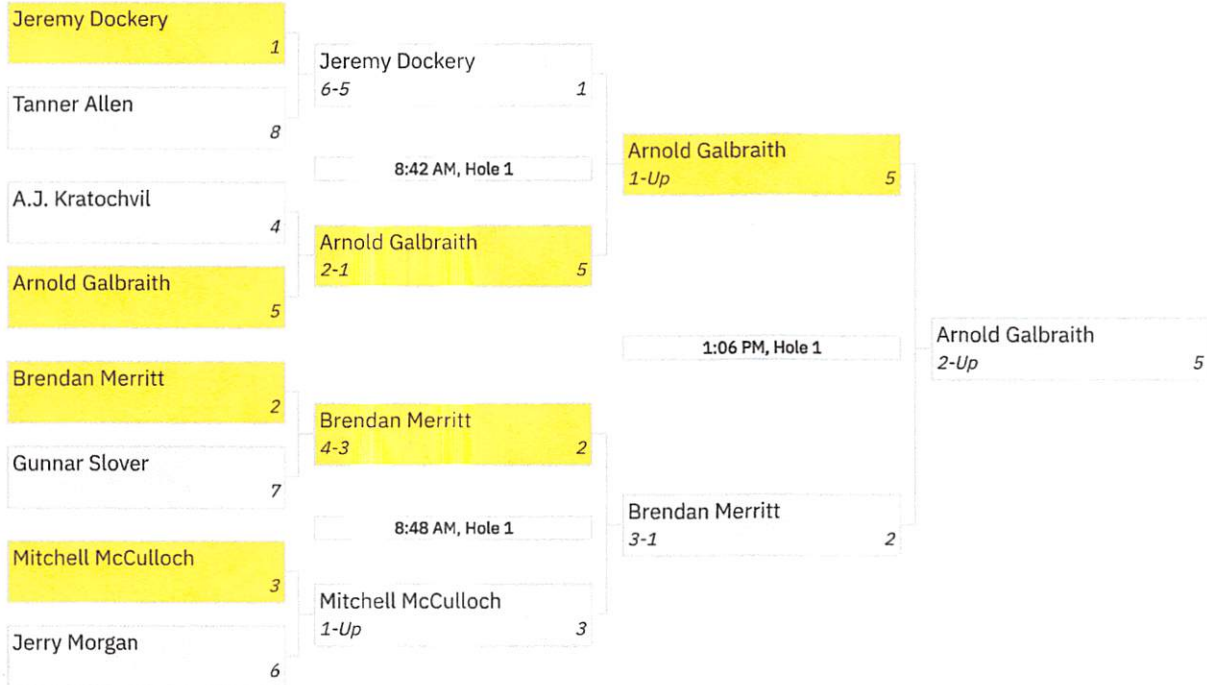 Jeremy Dockery
1
Tanner Allen
8
A.J. Kratochvil
4
Arnold Galbraith
5
Brendan Merritt
2
Gunnar Slover
7
Mitchell McCulloch
3
Jerry Morgan
6
Jeremy Dockery
6-5 1
8:42 AM, Hole 1
Arnold Galbraith
2-1 5
Brendan Merritt
4-3 2
8:48 AM, Hole 1
Mitchell McCulloch
1-Up 3
Arnold Galbraith
1-Up 5
1:06 PM, Hole 1
Brendan Merritt
3-1 2
Arnold Galbraith
2-Up 5